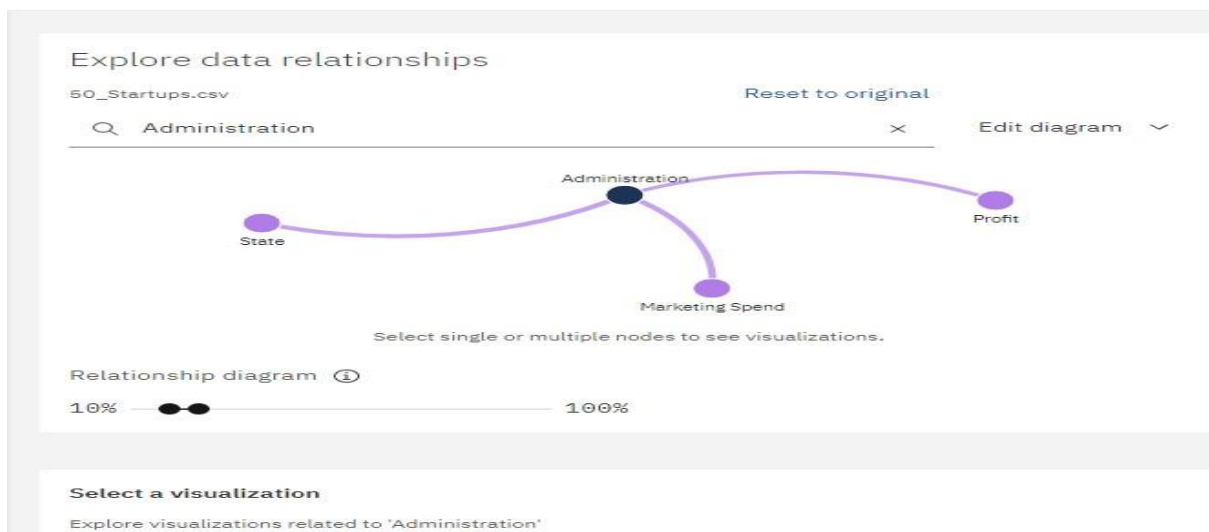 Explore data relationships
50_Startups.csv
Reset to original
Administration
Edit diagram
Administration
State
Profit
Marketing Spend
Select single or multiple nodes to see visualizations.
Relationship diagram
10% 100%
Select a visualization
Explore visualizations related to 'Administration'